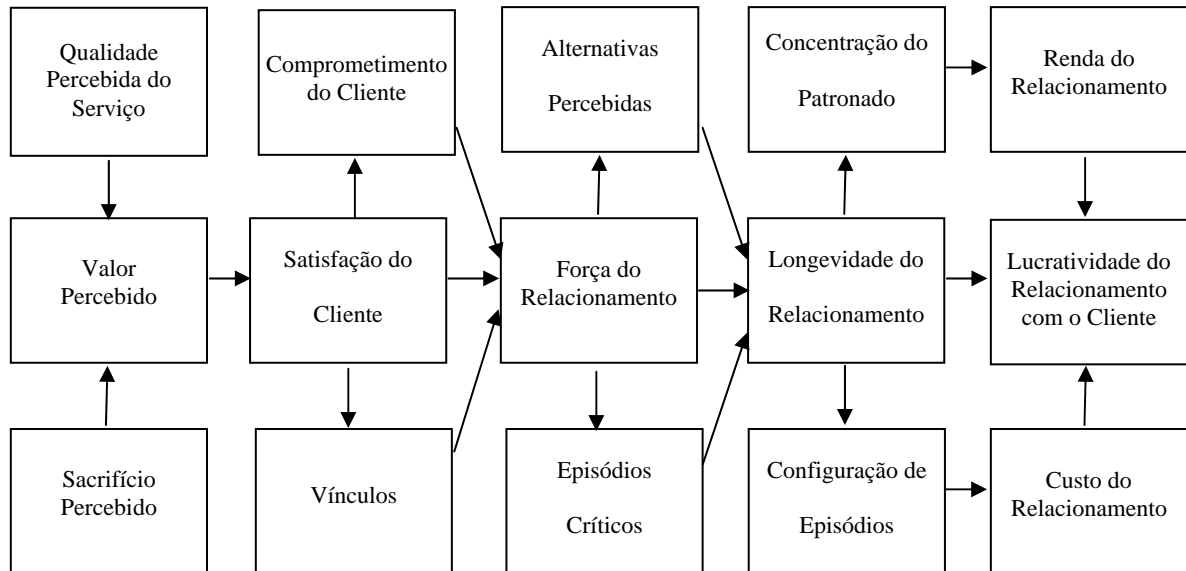 Qualidade
Percebida do
Serviço
Comprometimento
do Cliente
Alternativas
Percebidas
Concentração do
Patronado
Renda do
Relacionamento
Valor
Percebido
Satisfação do
Cliente
Força do
Relacionamento
Longevidade do
Relacionamento
Lucratividade do
Relacionamento
com o Cliente
Sacrifício
Percebido
Vínculos
Episódios
Críticos
Configuração de
Episódios
Custo do
Relacionamento